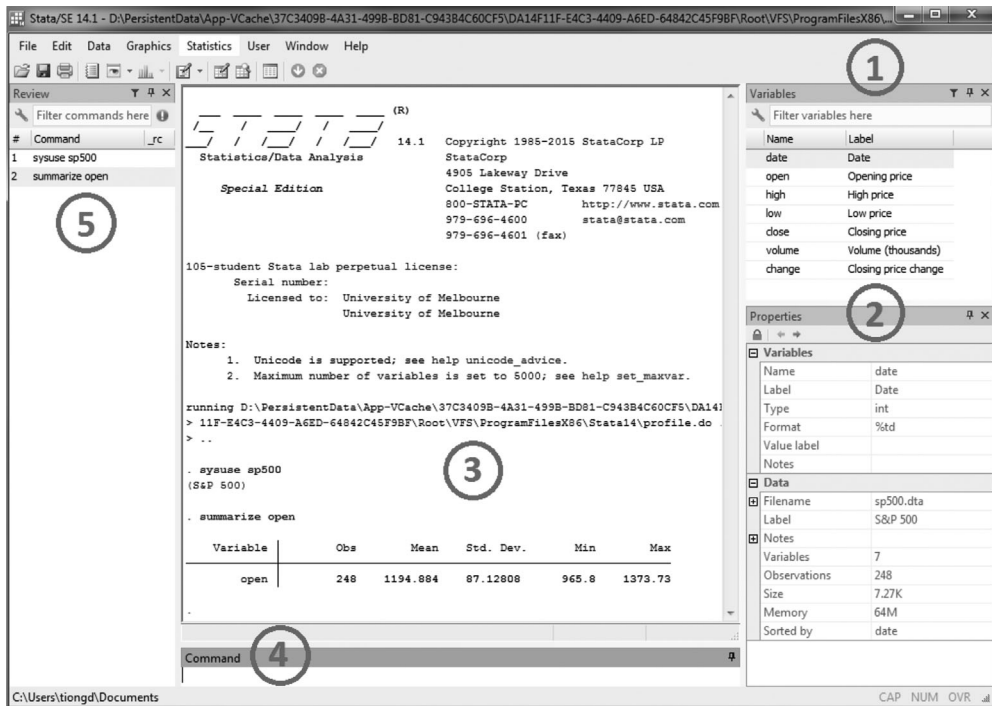 Stata/SE 14.1 - D:\PersistentData\App-VCache\37C3409B-4A31-499B-BD81-C943B4C60CF5\DA14F11F-E4C3-4409-A6ED-64842C45F9BF\Root\VFS\ProgramFilesX86\...
File Edit Data Graphics Statistics User Window Help
1
Review
Filter commands here
# Command _rc
1 sysuse sp500
2 summarize open
5
(R)
STATA
14.1 Copyright 1985-2015 StataCorp LP
Statistics/Data Analysis StataCorp
4905 Lakeway Drive
Special Edition College Station, Texas 77845 USA
800-STATA-PC http://www.stata.com
979-696-4600 stata@stata.com
979-696-4601 (fax)
105-student Stata lab perpetual license:
Serial number:
Licensed to: University of Melbourne
University of Melbourne
Notes:
1. Unicode is supported; see help unicode_advice.
2. Maximum number of variables is set to 5000; see help set_maxvar.
running D:\PersistentData\App-VCache\37C3409B-4A31-499B-BD81-C943B4C60CF5\DA14
> 11F-E4C3-4409-A6ED-64842C45F9BF\Root\VFS\ProgramFilesX86\Stata14\profile.do .
> ..
3
. sysuse sp500
(S&P 500)
. summarize open
Variable Obs Mean Std. Dev. Min Max
open 248 1194.884 87.12808 965.8 1373.73
.
4
Command
Variables
Filter variables here
Name Label
date Date
open Opening price
high High price
low Low price
close Closing price
volume Volume (thousands)
change Closing price change
2
Properties
Variables
Name date
Label Date
Type int
Format %td
Value label
Notes
Data
Filename sp500.dta
Label S&P 500
Notes
Variables 7
Observations 248
Size 7.27K
Memory 64M
Sorted by date
C:\Users\tiongd\Documents
CAP NUM OVR